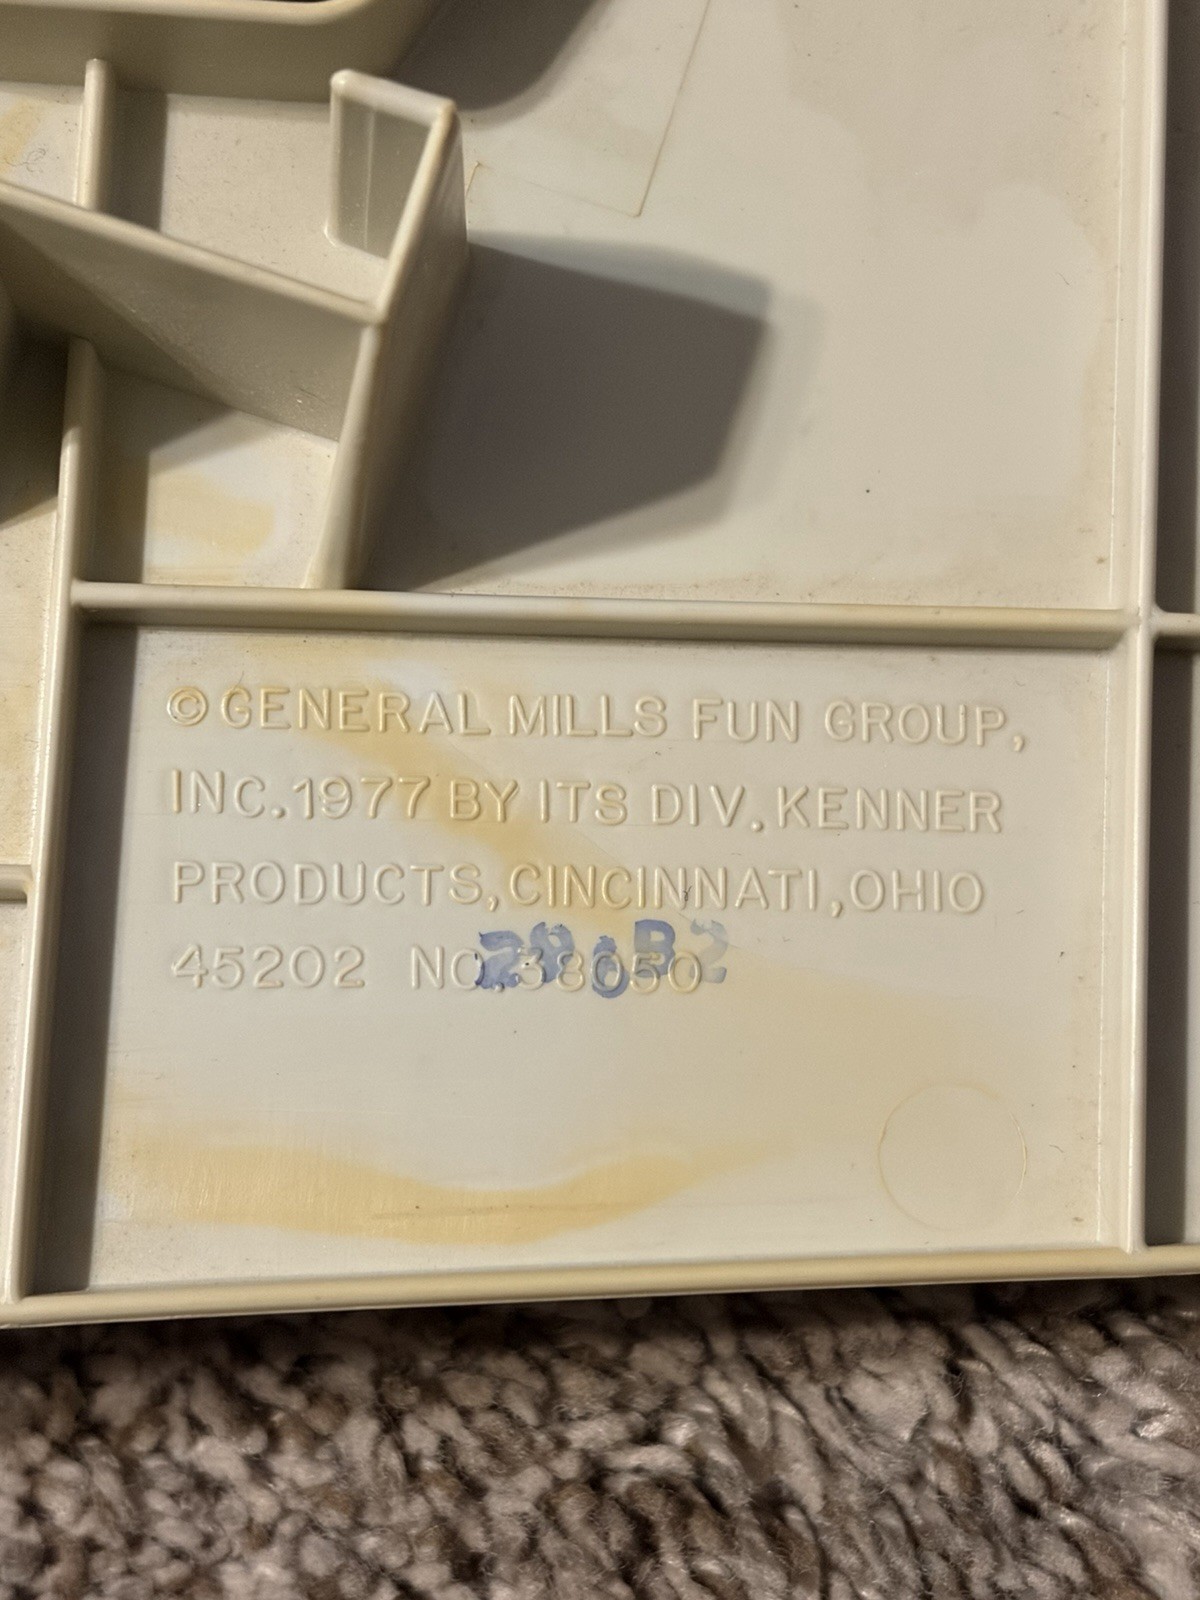 © GENERAL MILLS FUN GROUP,
INC. 1977 BY ITS DIV. KENNER
PRODUCTS, CINCINNATI, OHIO
45202 NO. 38050